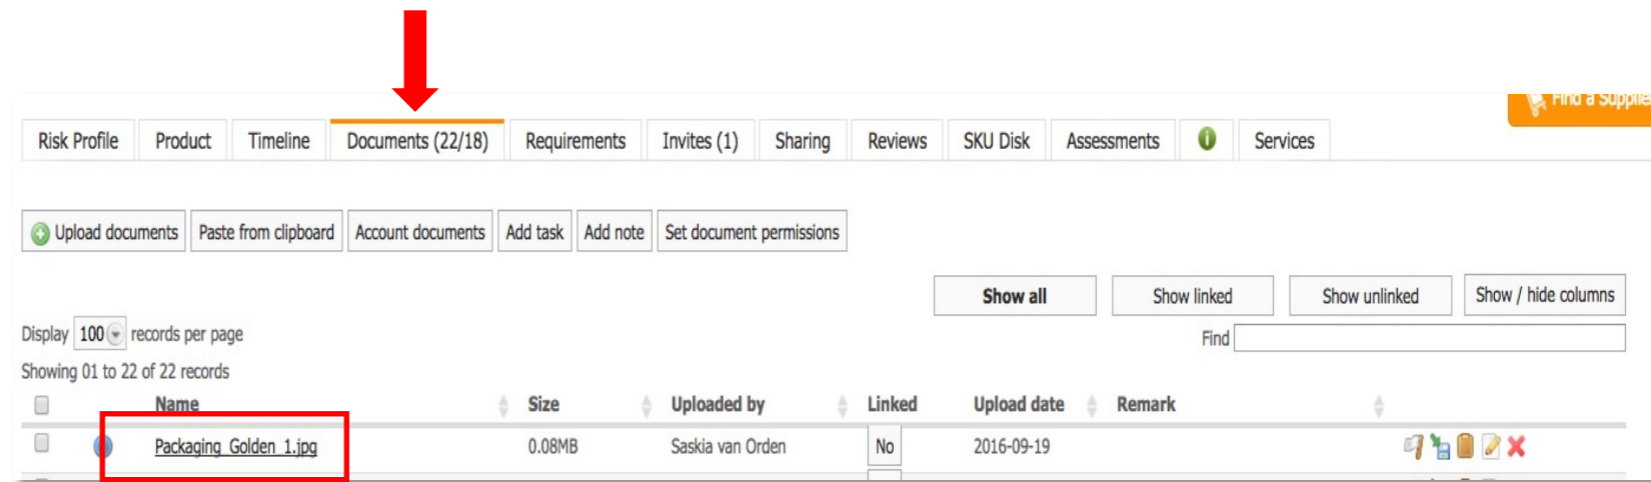 Find a Supplier
Risk Profile Product Timeline Documents (22/18) Requirements Invites (1) Sharing Reviews SKU Disk Assessments i Services
Upload documents Paste from clipboard Account documents Add task Add note Set document permissions
Show all Show linked Show unlinked Show / hide columns
Display 100 records per page Find
Showing 01 to 22 of 22 records
Name Size Uploaded by Linked Upload date Remark
Packaging_Golden_1.jpg 0.08MB Saskia van Orden No 2016-09-19